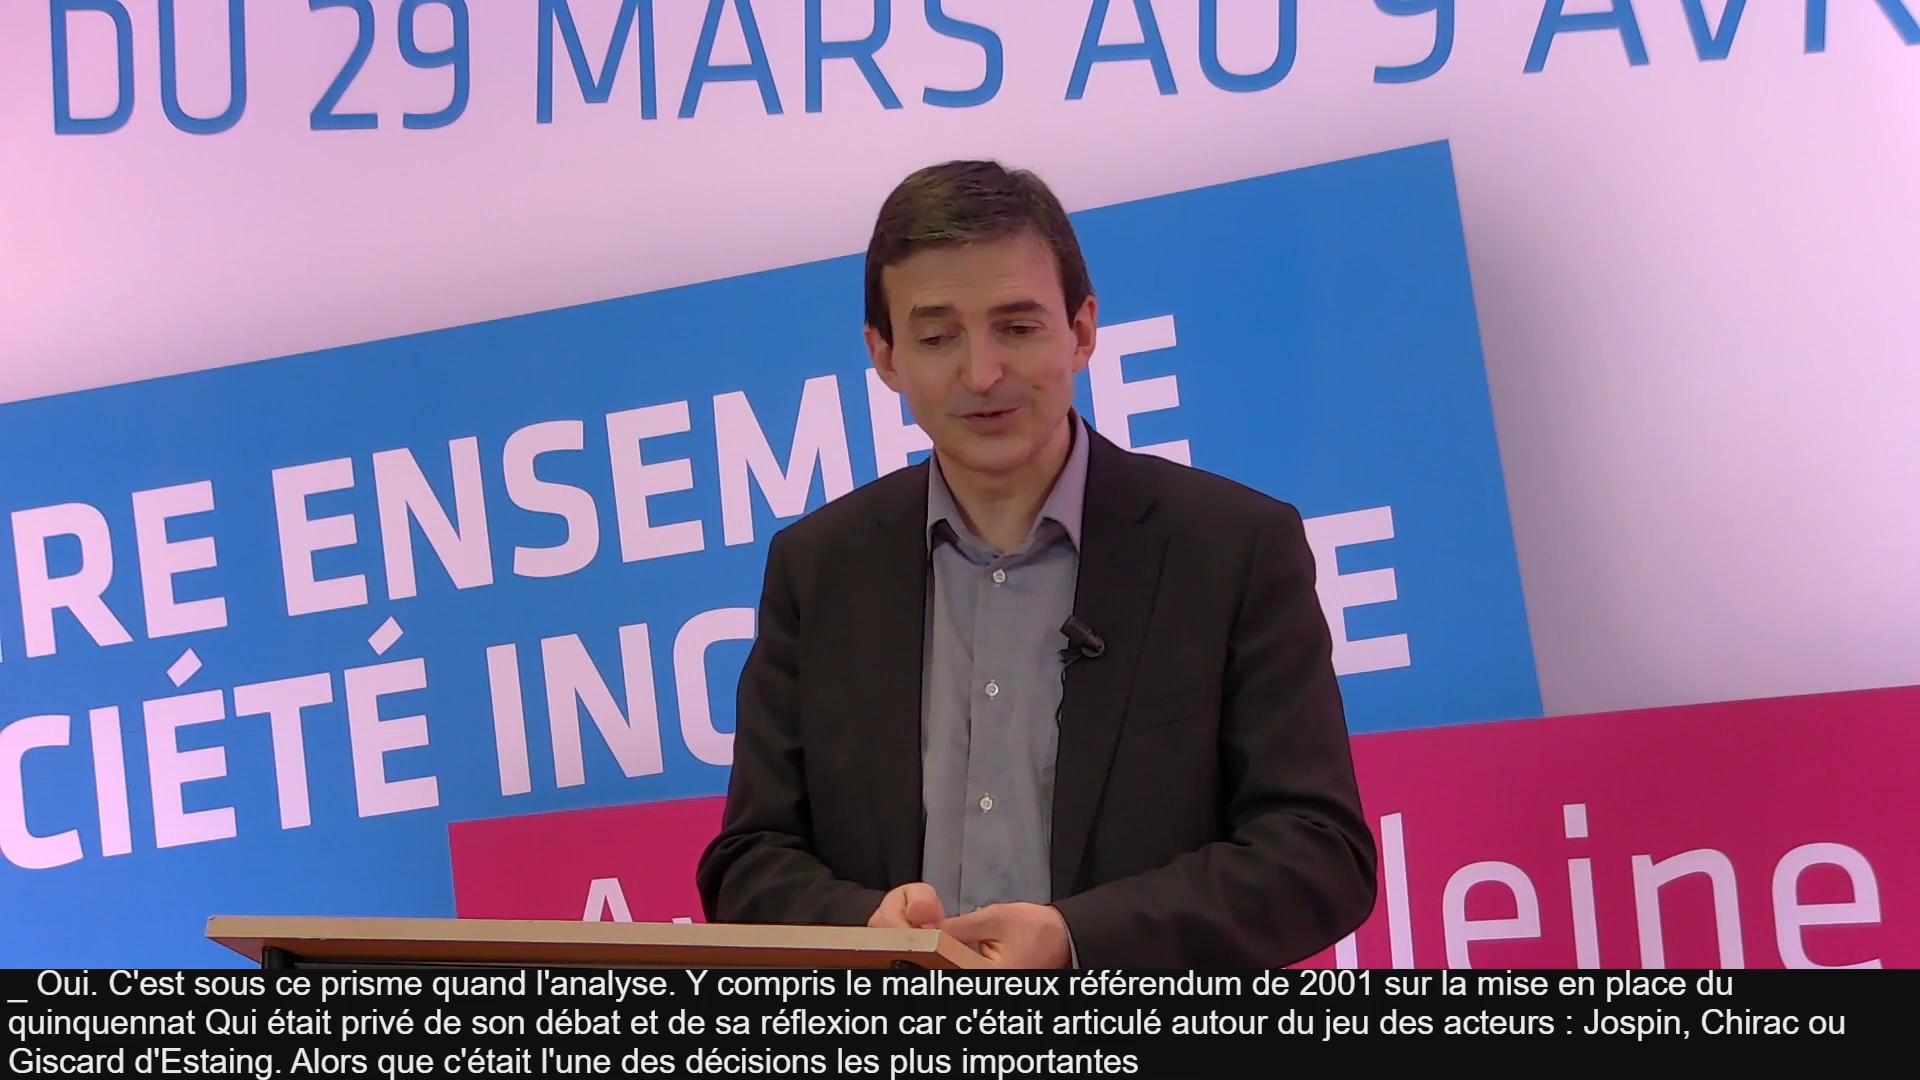 DU 29 MARS AU 9 AVR
RE ENSEMBLE
CIÉTÉ INC E
leine
_ Oui. C'est sous ce prisme quand l'analyse. Y compris le malheureux référendum de 2001 sur la mise en place du
quinquennat Qui était privé de son débat et de sa réflexion car c'était articulé autour du jeu des acteurs : Jospin, Chirac ou
Giscard d'Estaing. Alors que c'était l'une des décisions les plus importantes